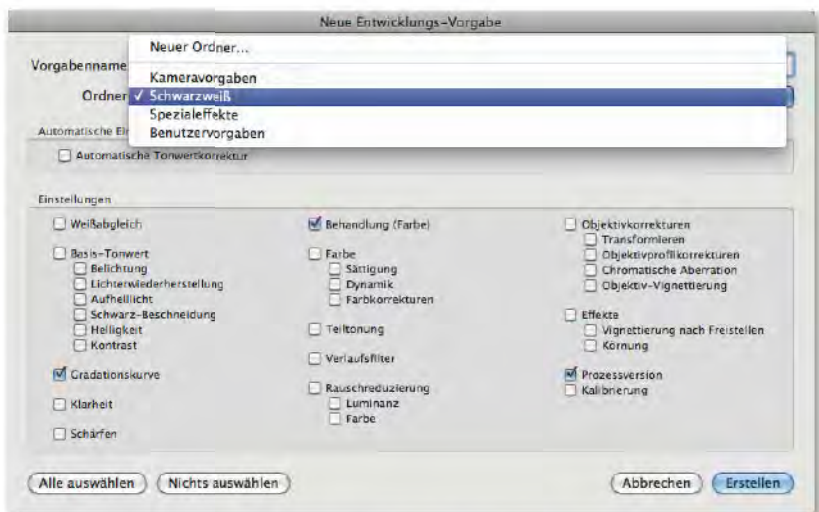 Neue Entwicklungs-Vorgabe
Vorgabenname
Neuer Ordner...
Kameravorgaben
Ordner ✓ Schwarzweiß
Spezialeffekte
Benutzervorgaben
Automatische Ei
Automatische Tonwertkorrektur
Einstellungen
Weißabgleich
Basis-Tonwert
Belichtung
Lichterwiederherstellung
Aufhelllicht
Schwarz-Beschneidung
Helligkeit
Kontrast
Gradationskurve
Klarheit
Schärfen
Behandlung (Farbe)
Farbe
Sättigung
Dynamik
Farbkorrekturen
Teiltonung
Verlaufsfilter
Rauschreduzierung
Luminanz
Farbe
Objektivkorrekturen
Transformieren
Objektivprofilkorrekturen
Chromatische Aberration
Objektiv-Vignettierung
Effekte
Vignettierung nach Freistellen
Körnung
Prozessversion
Kalibrierung
Alle auswählen
Nichts auswählen
Abbrechen
Erstellen